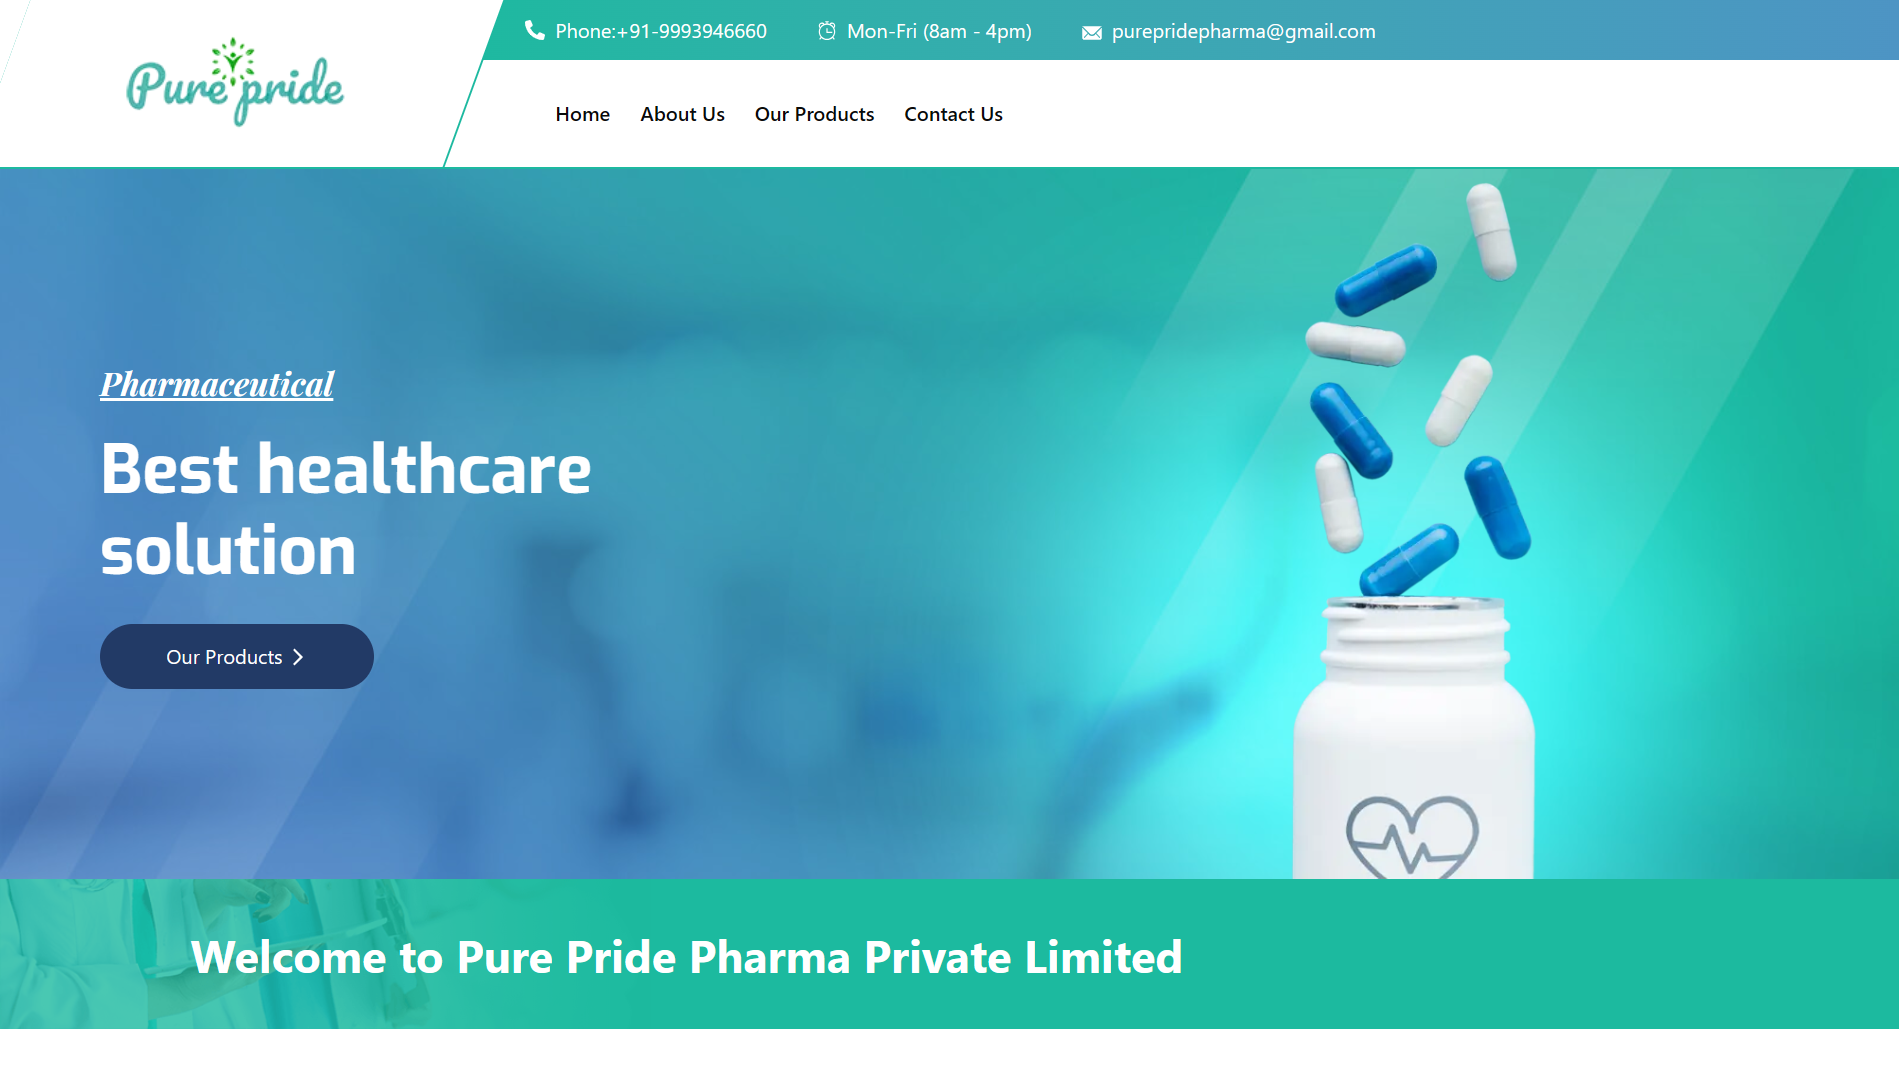 Pure pride
Phone:+91-9993946660
Mon-Fri (8am - 4pm)
purepridepharma@gmail.com
Home
About Us
Our Products
Contact Us
Pharmaceutical
Best healthcare
solution
Our Products
Welcome to Pure Pride Pharma Private Limited